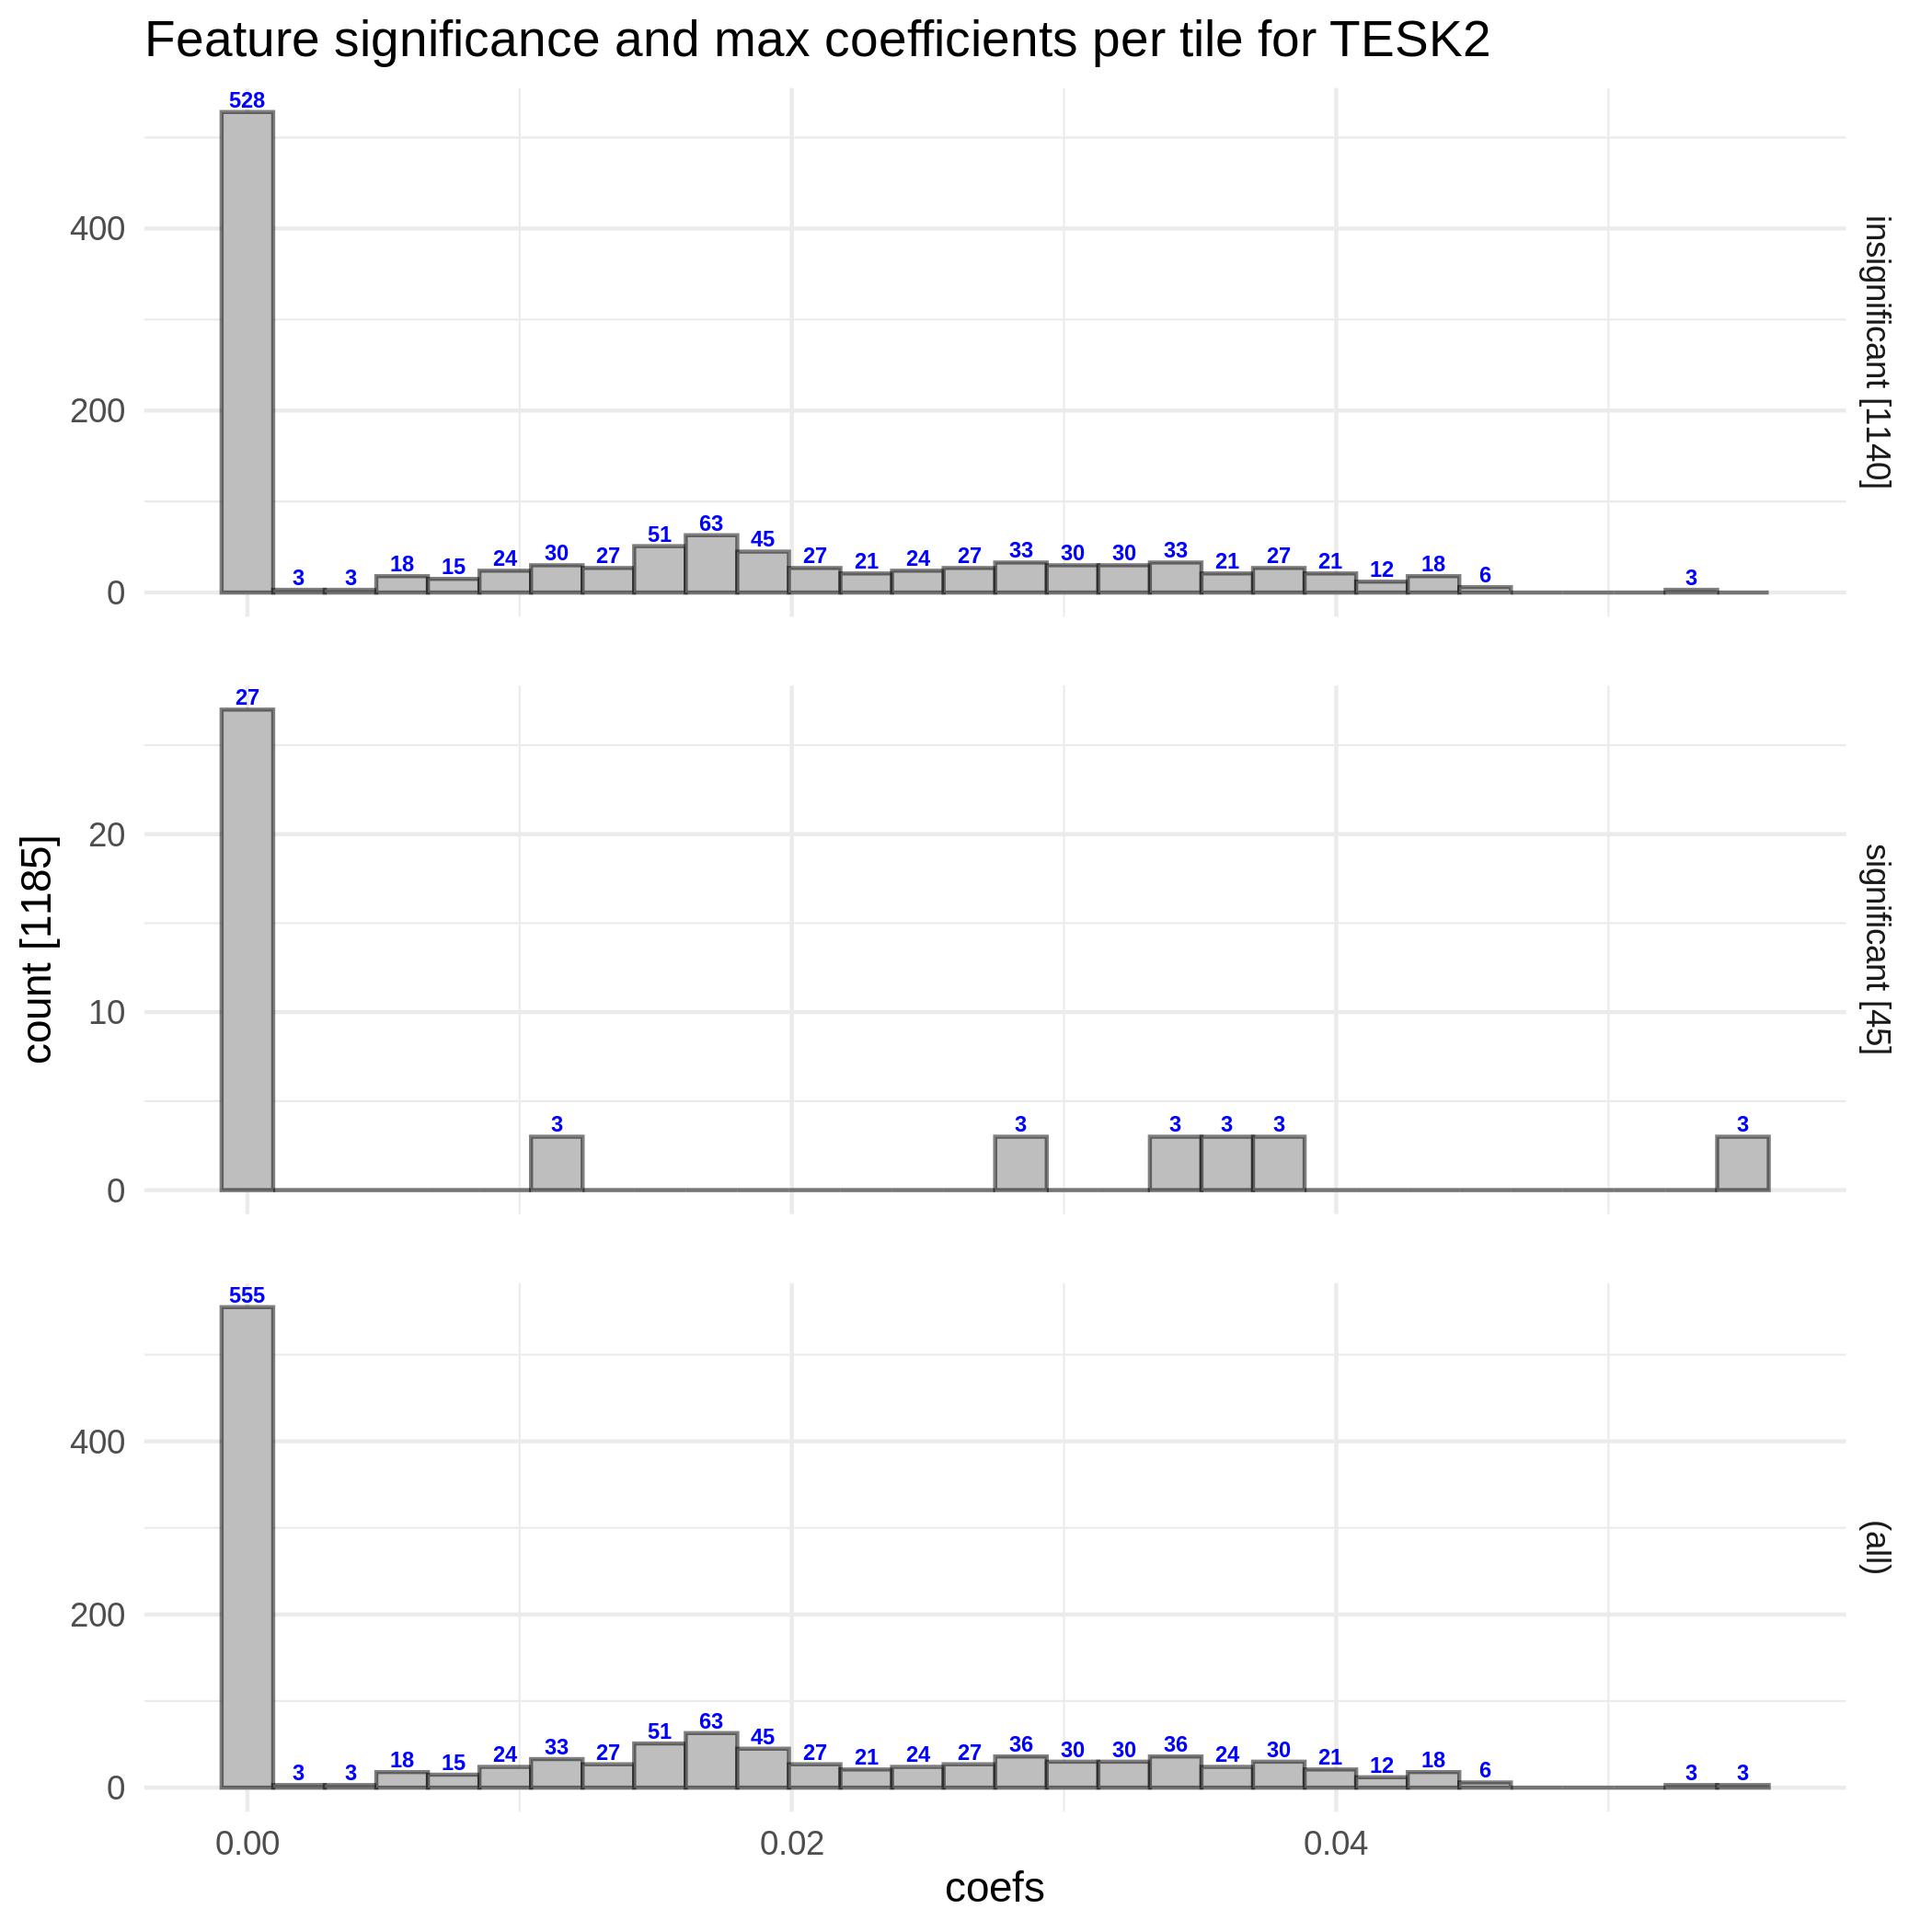 Feature significance and max coefficients per tile for TESK2
528
3 3 18 15 24 30 27 51 63 45 27 21 24 27 33 30 30 33 21 27 21 12 18 6 3
400
200
0
insignificant [1140]
27
3 3 3 3 3 3
20
10
0
significant [45]
count [1185]
555
3 3 18 15 24 33 27 51 63 45 27 21 24 27 36 30 30 36 24 30 21 12 18 6 3 3
400
200
0
(all)
0.00 0.02 0.04
coefs